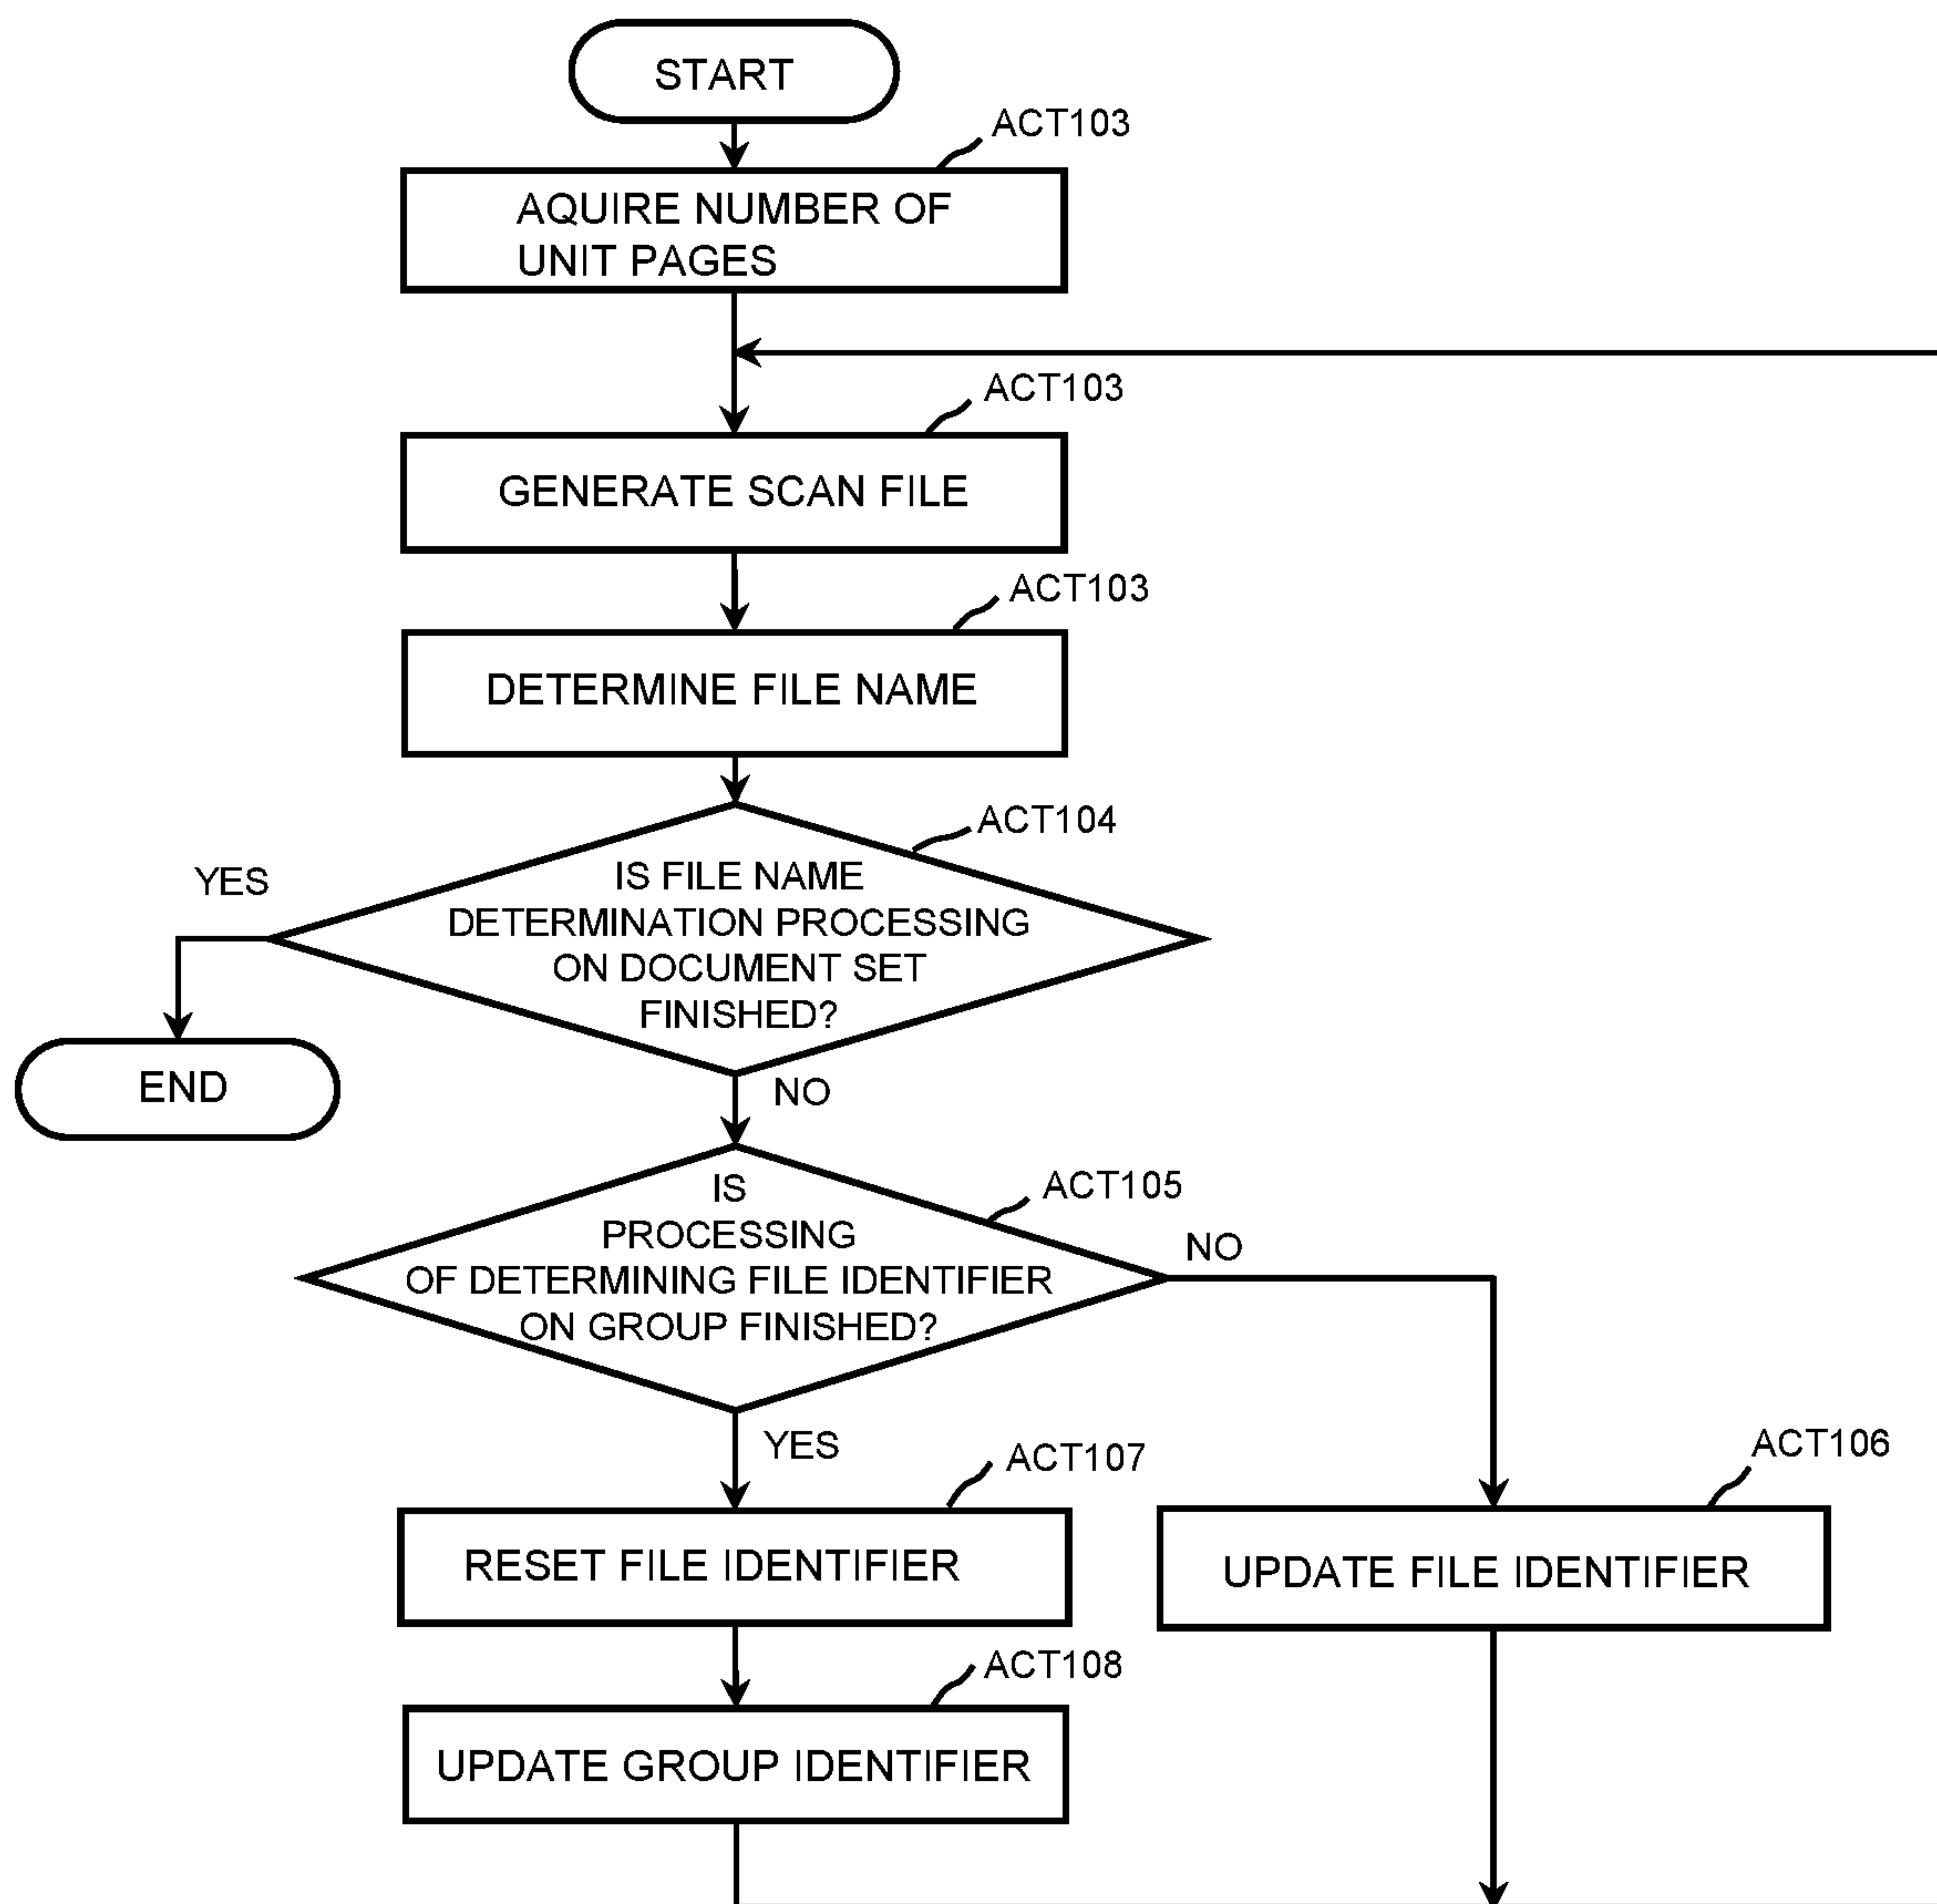 START
ACT103
AQUIRE NUMBER OF
UNIT PAGES
ACT103
GENERATE SCAN FILE
ACT103
DETERMINE FILE NAME
ACT104
YES
IS FILE NAME
DETERMINATION PROCESSING
ON DOCUMENT SET
FINISHED?
END
NO
ACT105
IS
PROCESSING
OF DETERMINING FILE IDENTIFIER
ON GROUP FINISHED?
NO
YES
ACT107
ACT106
RESET FILE IDENTIFIER
UPDATE FILE IDENTIFIER
ACT108
UPDATE GROUP IDENTIFIER